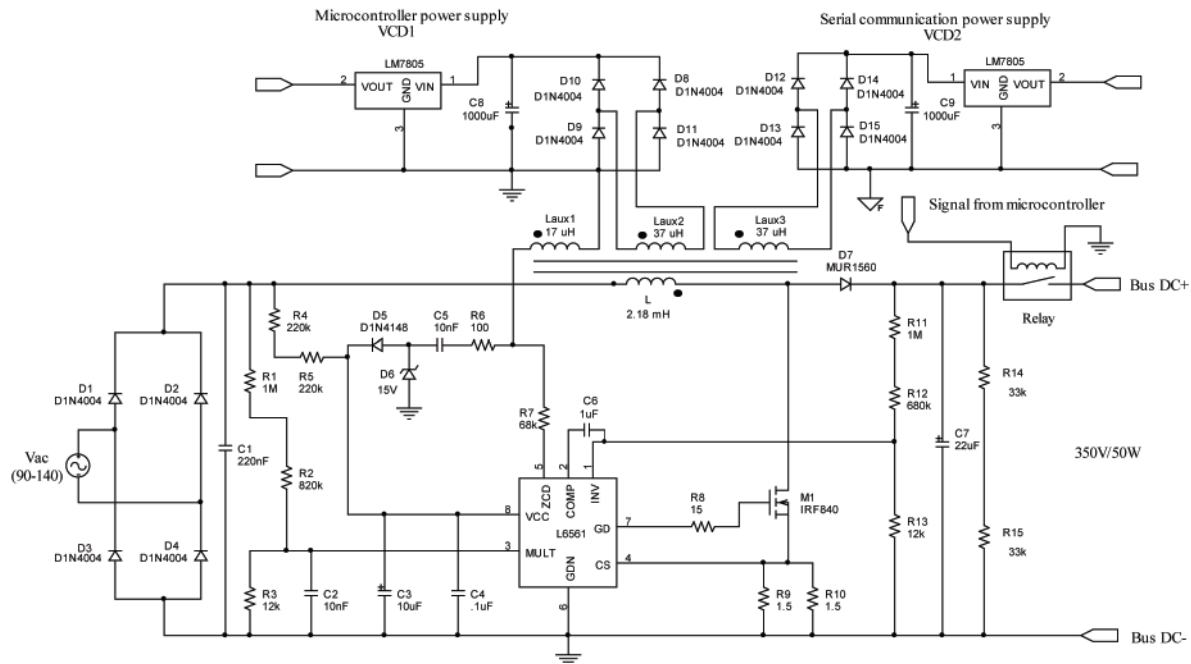 Microcontroller power supply
VCD1
Serial communication power supply
VCD2
LM7805
2
VOUT
GND
VIN
1
3
C8
1000uF
D10
D1N4004
D8
D1N4004
D9
D1N4004
D11
D1N4004
D12
D1N4004
D14
D1N4004
D13
D1N4004
D15
D1N4004
C9
1000uF
LM7805
1
VIN
GND
VOUT
2
3
F
Signal from microcontroller
Laux1
17 uH
Laux2
37 uH
Laux3
37 uH
L
2.18 mH
D7
MUR1560
Relay
Bus DC+
R4
220k
R5
220k
D5
D1N4148
C5
10nF
R6
100
D6
15V
R1
1M
R2
820k
R7
68k
C6
1uF
R11
1M
R12
680k
R14
33k
C7
22uF
350V/50W
D1
D1N4004
D2
D1N4004
Vac
(90-140)
C1
220nF
D3
D1N4004
D4
D1N4004
5
2
1
ZCD
COMP
INV
8
VCC
L6561
GD
7
R8
15
M1
IRF840
3
MULT
CS
4
GDN
6
R13
12k
R15
33k
R3
12k
C2
10nF
C3
10uF
C4
.1uF
R9
1.5
R10
1.5
Bus DC-